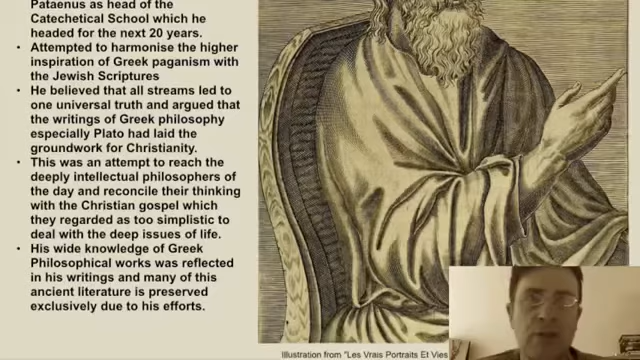 Pataenus as head of the
Catechetical School which he
headed for the next 20 years.
• Attempted to harmonise the higher
inspiration of Greek paganism with
the Jewish Scriptures
• He believed that all streams led to
one universal truth and argued that
the writings of Greek philosophy
especially Plato had laid the
groundwork for Christianity.
• This was an attempt to reach the
deeply intellectual philosophers of
the day and reconcile their thinking
with the Christian gospel which
they regarded as too simplistic to
deal with the deep issues of life.
• His wide knowledge of Greek
Philosophical works was reflected
in his writings and many of this
ancient literature is preserved
exclusively due to his efforts.
Illustration from "Les Vrais Portraits Et Vies